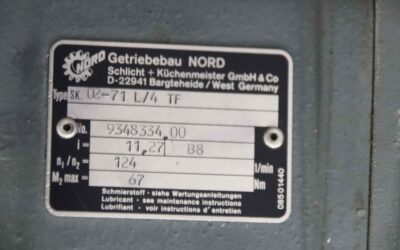 NORD
Getriebebau NORD
Schlicht + Küchenmeister GmbH & Co
D-22941 Bargteheide / West Germany
Type SK 02-71 L/4 TF
No. 9348334.00
i = 11,27 B8
n₁ / n₂ = 124 1/min
M₂ max = 67 Nm
Schmierstoff - siehe Wartungsanleitungen
Lubricant - see maintenance instructions
Lubrifiant - voir instructions d' entretien
08501440